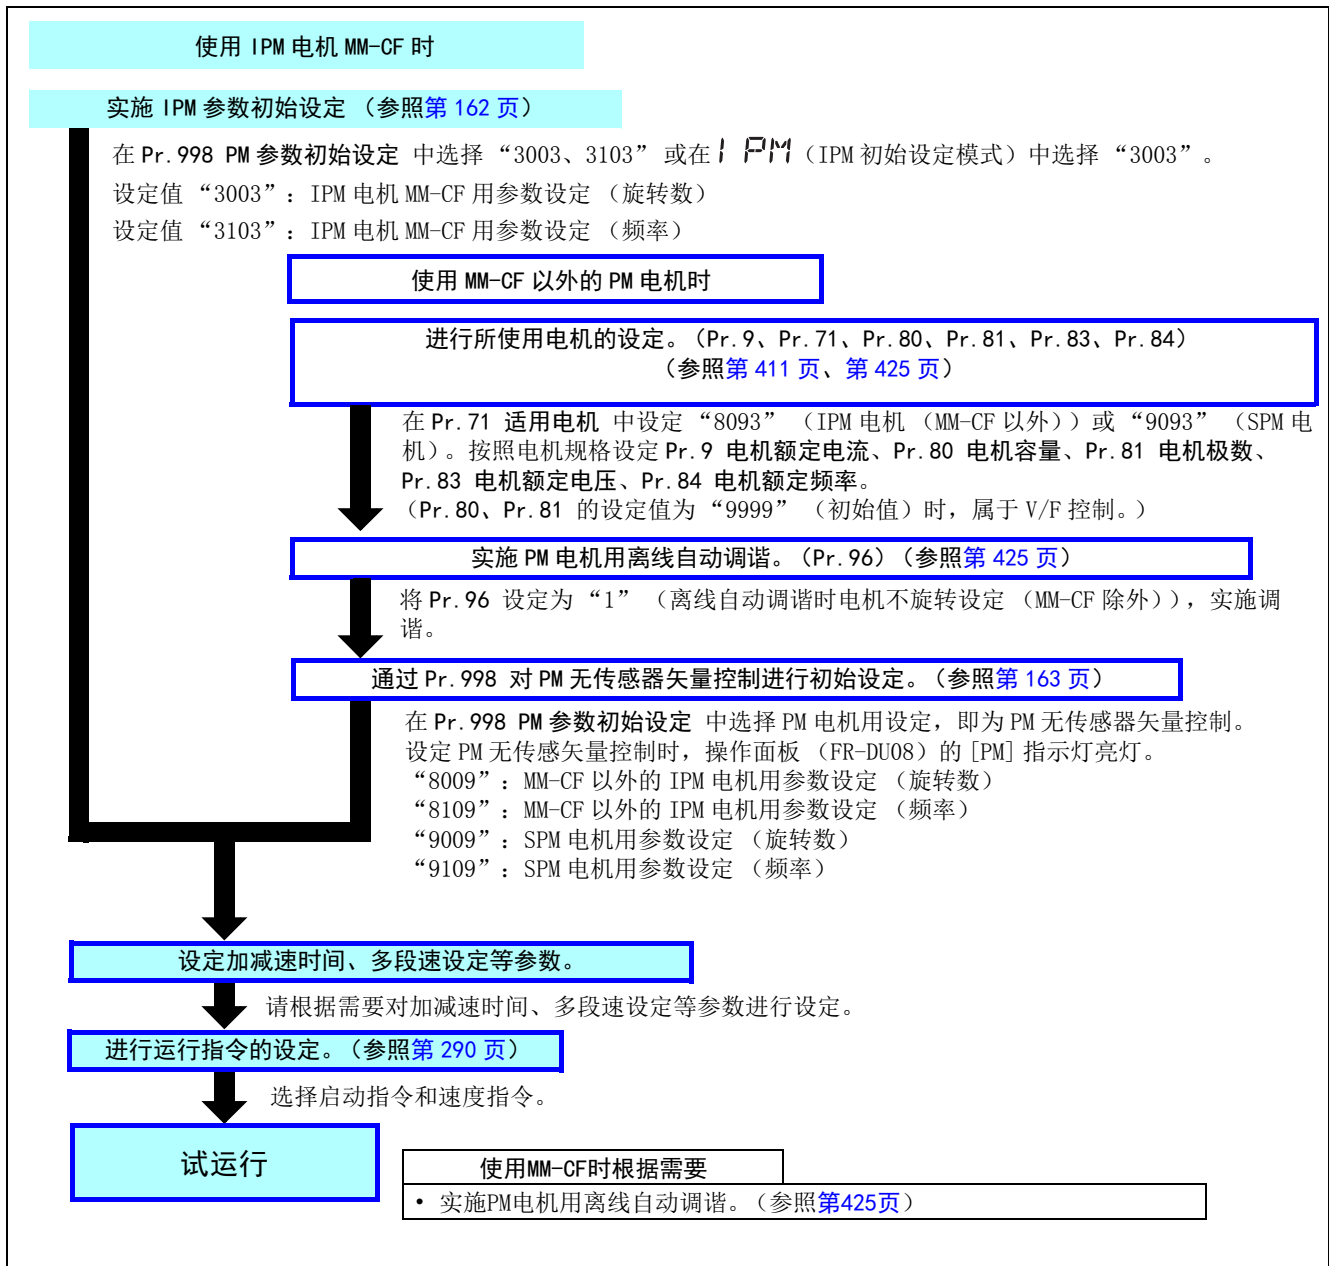 使用 IPM 电机 MM-CF 时
实施 IPM 参数初始设定 （参照第 162 页）
在 Pr.998 PM 参数初始设定 中选择 “3003、3103” 或在 IPM （IPM 初始设定模式）中选择 “3003”。
设定值 “3003”：IPM 电机 MM-CF 用参数设定 （旋转数）
设定值 “3103”：IPM 电机 MM-CF 用参数设定 （频率）
使用 MM-CF 以外的 PM 电机时
进行所使用电机的设定。（Pr.9、Pr.71、Pr.80、Pr.81、Pr.83、Pr.84）
（参照第 411 页、第 425 页）
在 Pr.71 适用电机 中设定 “8093” （IPM 电机 （MM-CF 以外））或 “9093” （SPM 电
机）。按照电机规格设定 Pr.9 电机额定电流、Pr.80 电机容量、Pr.81 电机极数、
Pr.83 电机额定电压、Pr.84 电机额定频率。
（Pr.80、Pr.81 的设定值为 “9999” （初始值）时，属于 V/F 控制。）
实施 PM 电机用离线自动调谐。（Pr.96）（参照第 425 页）
将 Pr.96 设定为 “1” （离线自动调谐时电机不旋转设定 （MM-CF 除外）），实施调
谐。
通过 Pr.998 对 PM 无传感器矢量控制进行初始设定。（参照第 163 页）
在 Pr.998 PM 参数初始设定 中选择 PM 电机用设定，即为 PM 无传感器矢量控制。
设定 PM 无传感矢量控制时，操作面板 （FR-DU08）的 [PM] 指示灯亮灯。
“8009”：MM-CF 以外的 IPM 电机用参数设定 （旋转数）
“8109”：MM-CF 以外的 IPM 电机用参数设定 （频率）
“9009”：SPM 电机用参数设定 （旋转数）
“9109”：SPM 电机用参数设定 （频率）
设定加减速时间、多段速设定等参数。
请根据需要对加减速时间、多段速设定等参数进行设定。
进行运行指令的设定。（参照第 290 页）
选择启动指令和速度指令。
试运行
使用MM-CF时根据需要
• 实施PM电机用离线自动调谐。（参照第425页）